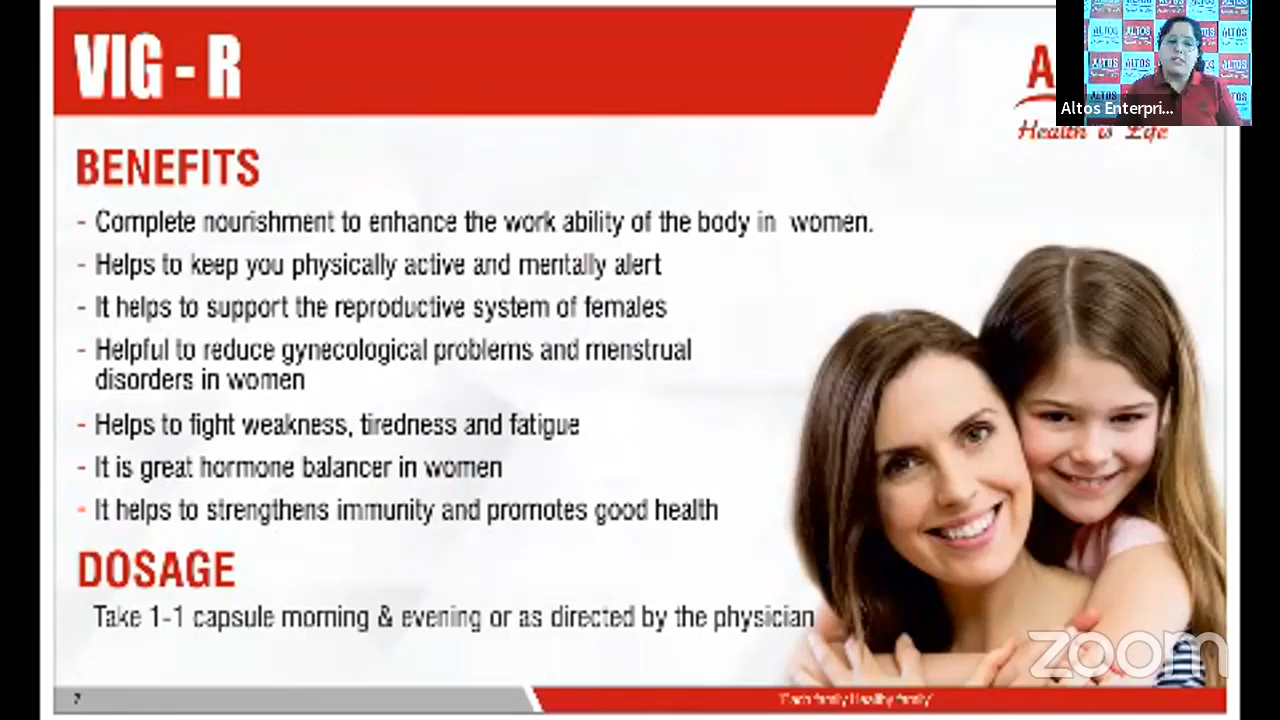 VIG - R
ALTOS
Altos Enterpri...
Health is Life
BENEFITS
- Complete nourishment to enhance the work ability of the body in women.
- Helps to keep you physically active and mentally alert
- It helps to support the reproductive system of females
- Helpful to reduce gynecological problems and menstrual
disorders in women
- Helps to fight weakness, tiredness and fatigue
- It is great hormone balancer in women
- It helps to strengthens immunity and promotes good health
DOSAGE
Take 1-1 capsule morning & evening or as directed by the physician
zoom
7